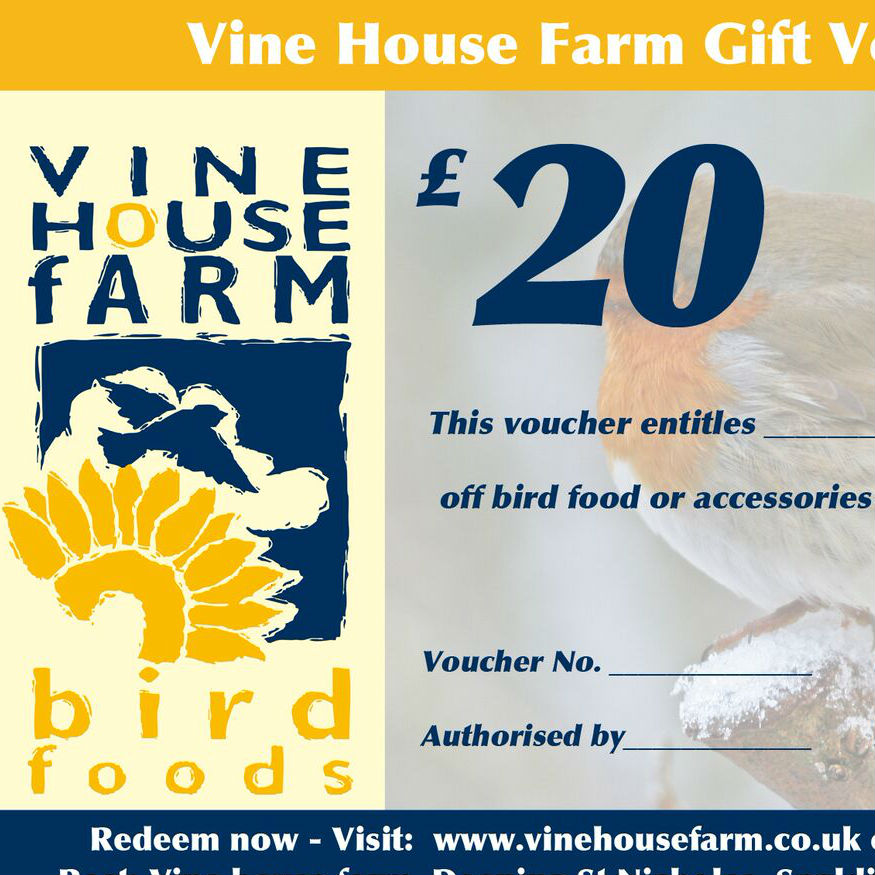 Vine House Farm Gift
VINE
HOUSE
fARM
bird
foods
£20
This voucher entitles
off bird food or accessories
Voucher No.
Authorised by
Redeem now - Visit: www.vinehousefarm.co.uk